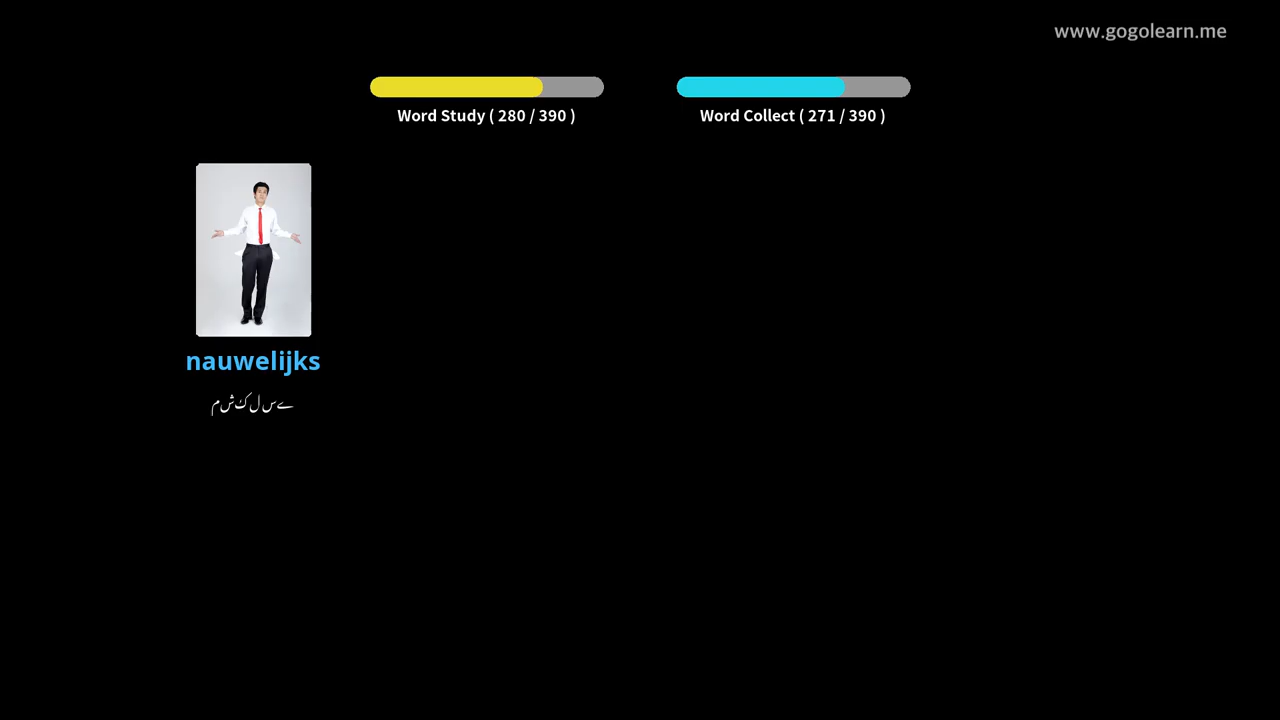 www.gogolearn.me
Word Study ( 280 / 390 )
Word Collect ( 271 / 390 )
nauwelijks
مشکل سے